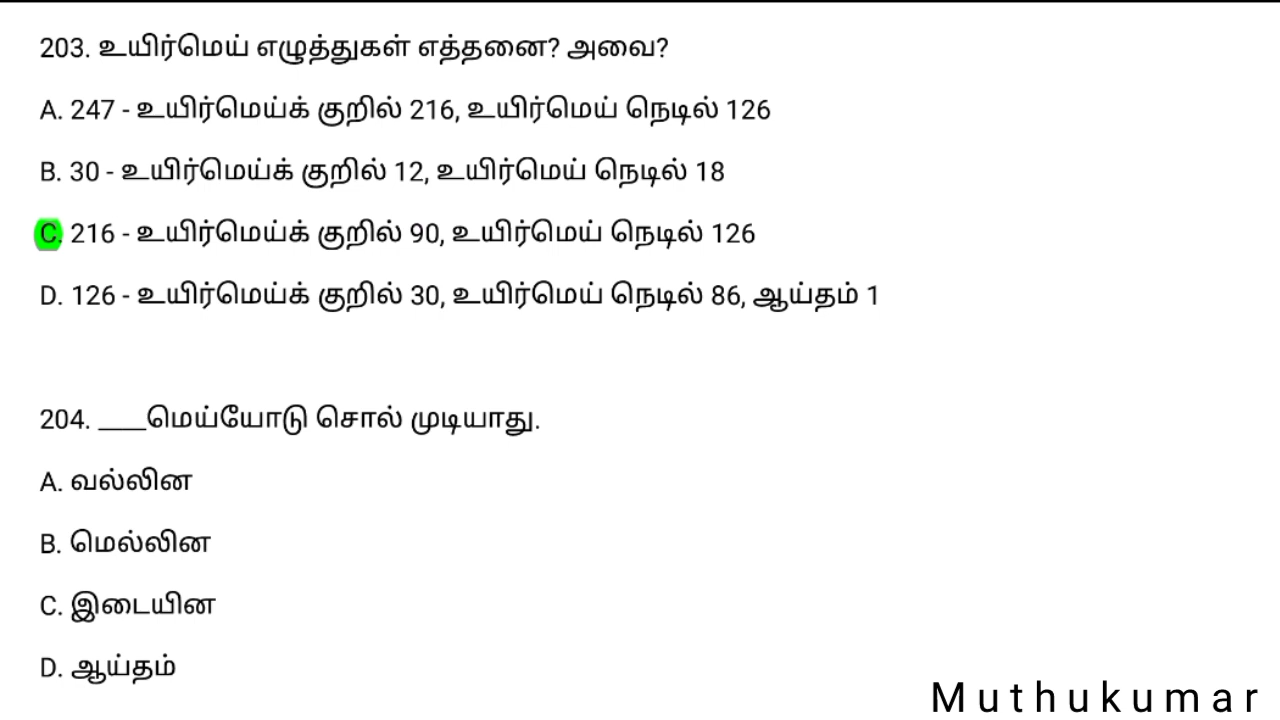 203. உயிர்மெய் எழுத்துகள் எத்தனை? அவை?
A. 247 - உயிர்மெய்க் குறில் 216, உயிர்மெய் நெடில் 126
B. 30 - உயிர்மெய்க் குறில் 12, உயிர்மெய் நெடில் 18
C. 216 - உயிர்மெய்க் குறில் 90, உயிர்மெய் நெடில் 126
D. 126 - உயிர்மெய்க் குறில் 30, உயிர்மெய் நெடில் 86, ஆய்தம் 1
204. ____மெய்யோடு சொல் முடியாது.
A. வல்லின
B. மெல்லின
C. இடையின
D. ஆய்தம்
Muthukumar